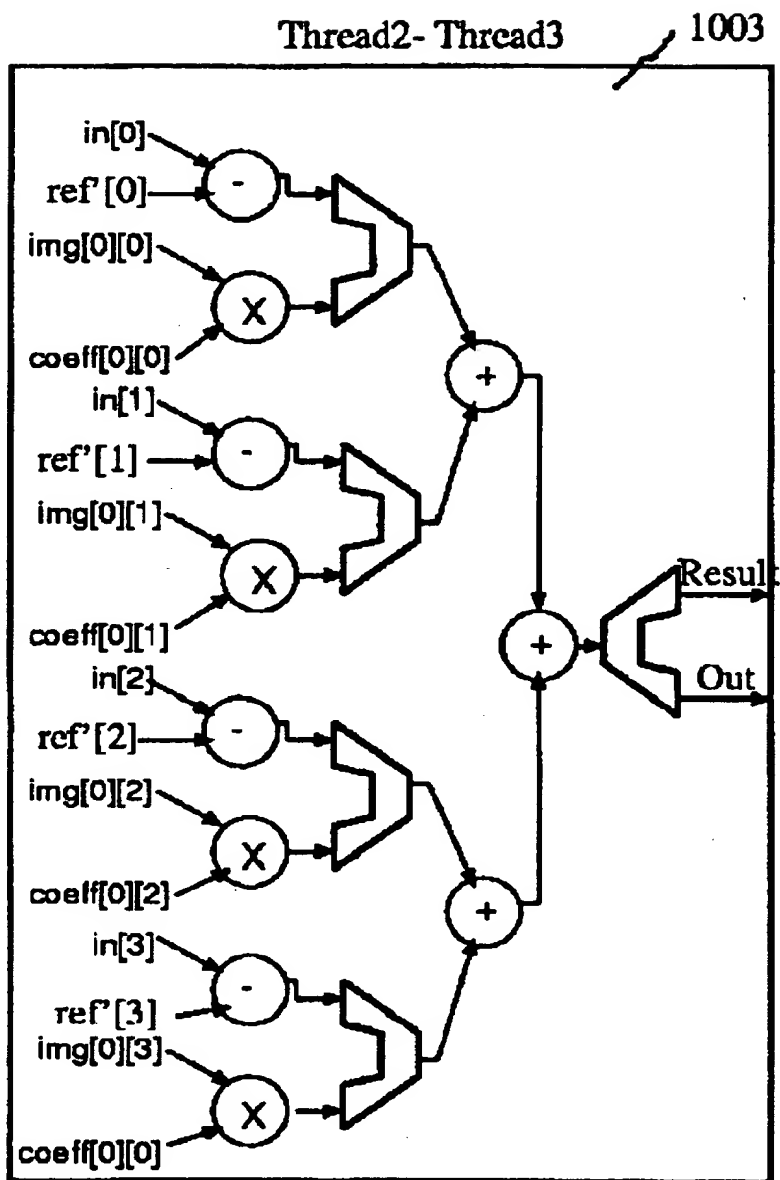 Thread2- Thread3
1003
in[0]
-
ref'[0]
img[0][0]
X
coeff[0][0]
+
in[1]
-
ref'[1]
img[0][1]
X
coeff[0][1]
Result
+
Out
in[2]
-
ref'[2]
img[0][2]
X
coeff[0][2]
+
in[3]
-
ref'[3]
img[0][3]
X
coeff[0][0]